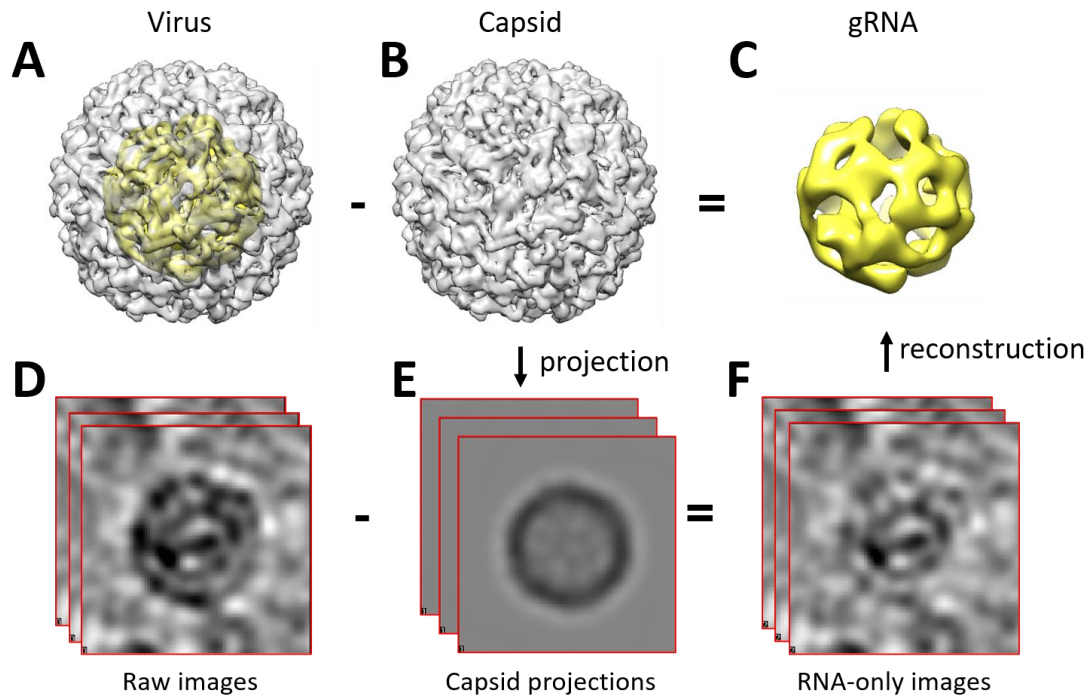 Virus
Capsid
gRNA
A
B
C
-
=
projection
reconstruction
D
E
F
-
=
Raw images
Capsid projections
RNA-only images